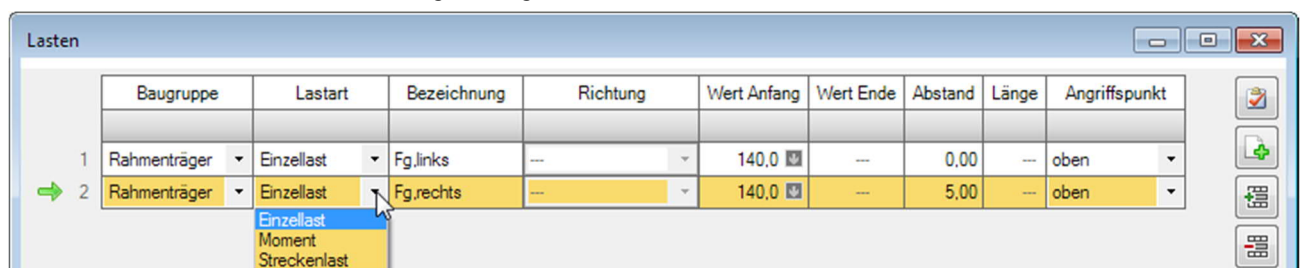 Lasten
Baugruppe Lastart Bezeichnung Richtung Wert Anfang Wert Ende Abstand Länge Angriffspunkt
1 Rahmenträger Einzellast Fg,links --- 140,0 --- 0,00 --- oben
2 Rahmenträger Einzellast Fg,rechts --- 140,0 --- 5,00 --- oben
Einzellast
Moment
Streckenlast